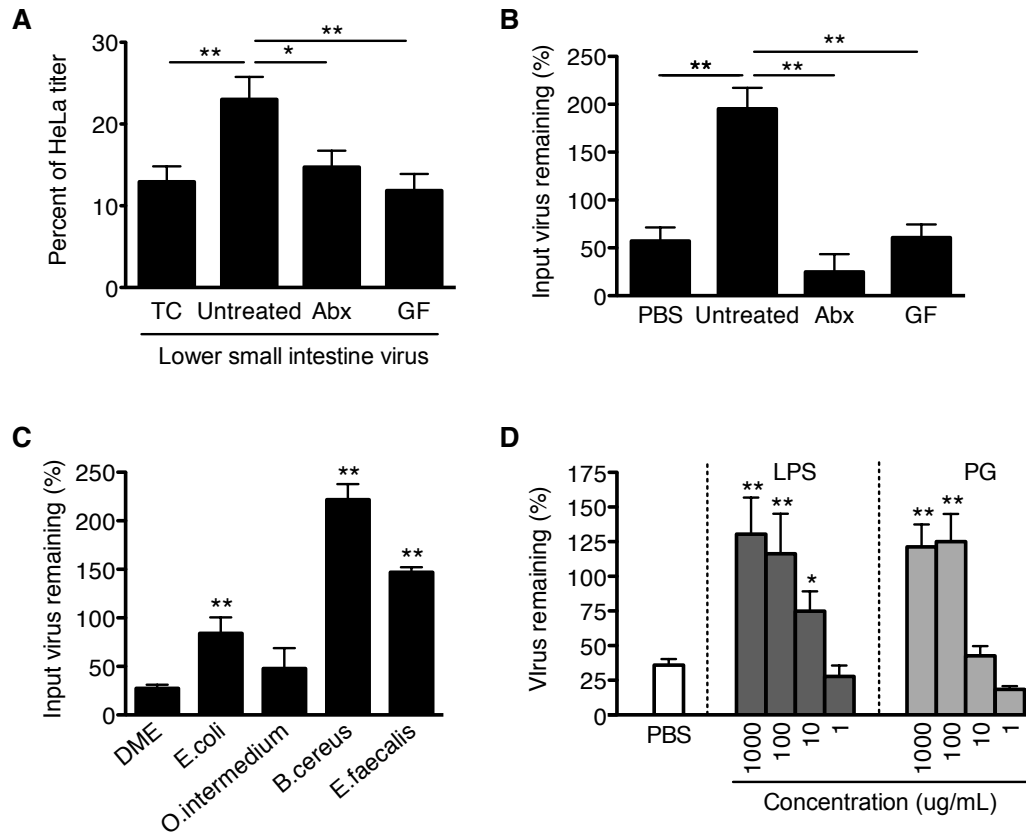 A
Percent of HeLa titer
30
20
10
0
**
*
**
TC Untreated Abx GF
Lower small intestine virus
B
Input virus remaining (%)
250
200
150
100
50
0
**
**
**
PBS Untreated Abx GF
C
Input virus remaining (%)
250
200
150
100
50
0
**
**
**
DME E.coli O.intermedium B.cereus E.faecalis
D
VIrus remaining (%)
175
150
125
100
75
50
25
0
LPS PG
** ** * ** **
PBS 1000 100 10 1 1000 100 10 1
Concentration (ug/mL)